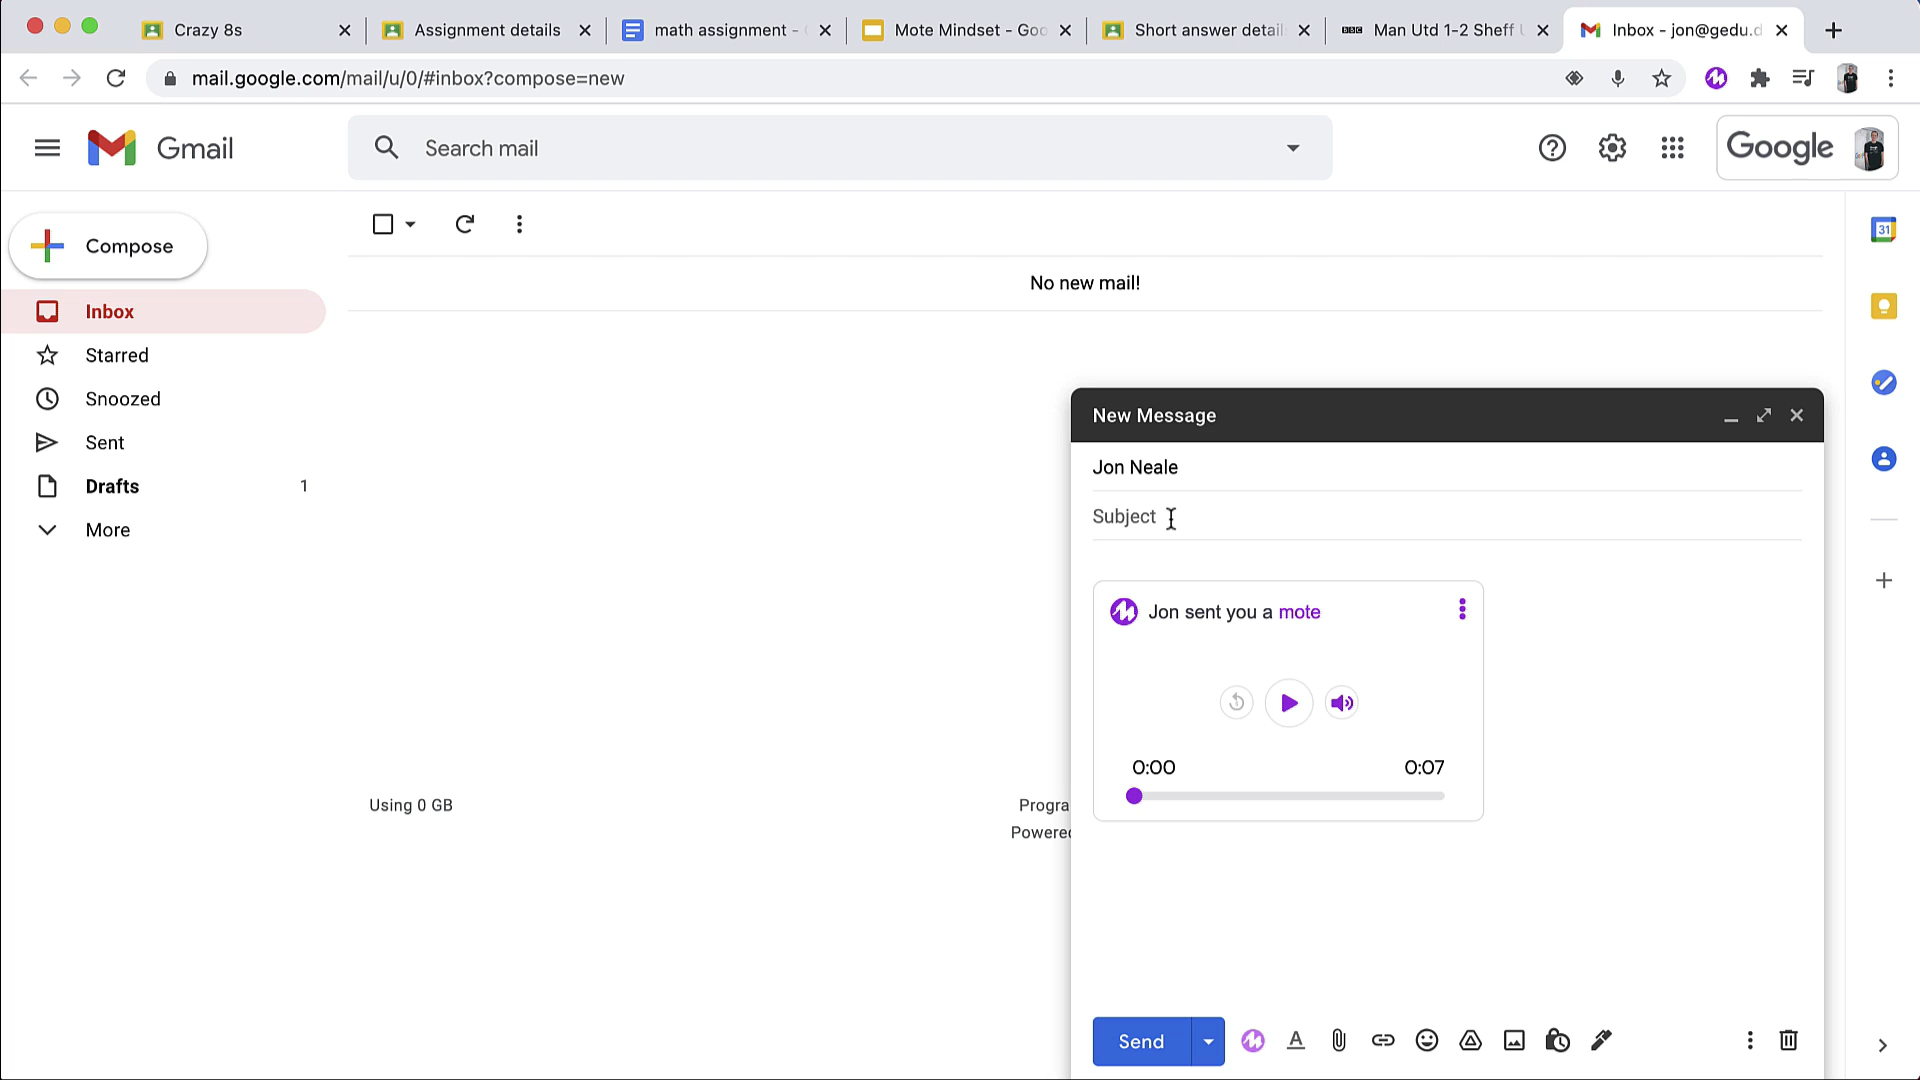 Crazy 8s
Assignment details
math assignment -
Mote Mindset - Goo
Short answer detail
BBC
Man Utd 1-2 Sheff
Inbox - jon@gedu.d
mail.google.com/mail/u/0/#inbox?compose=new
Gmail
Search mail
Google
Compose
31
No new mail!
Inbox
Starred
Snoozed
Sent
Drafts
1
More
New Message
Jon Neale
Subject
Jon sent you a mote
5
0:00
0:07
Using 0 GB
Progra
Powered
Send